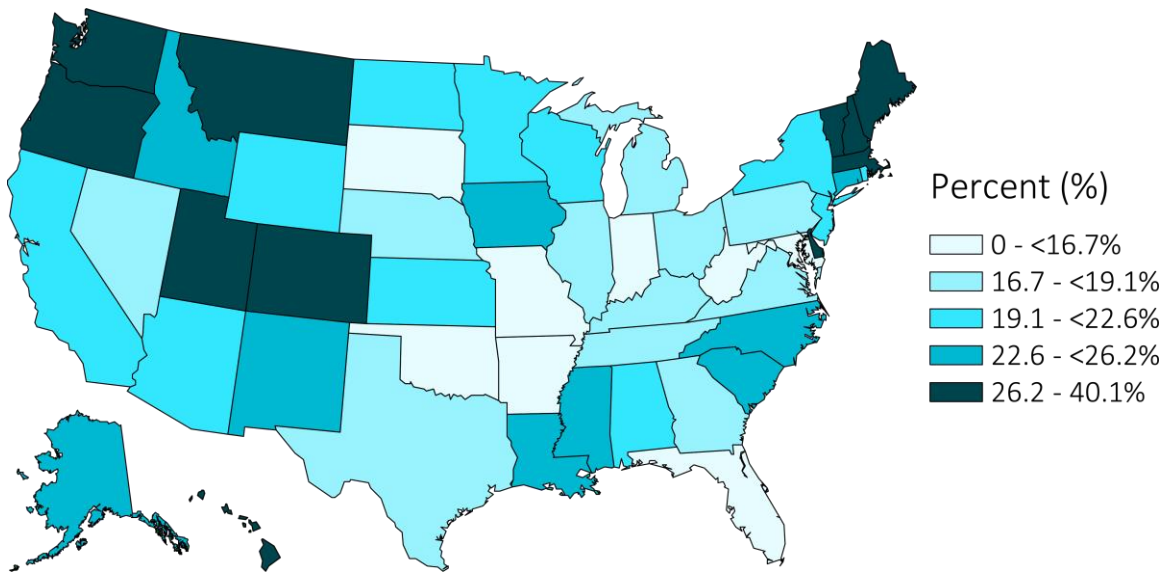 Percent (%)
0 - <16.7%
16.7 - <19.1%
19.1 - <22.6%
22.6 - <26.2%
26.2 - 40.1%